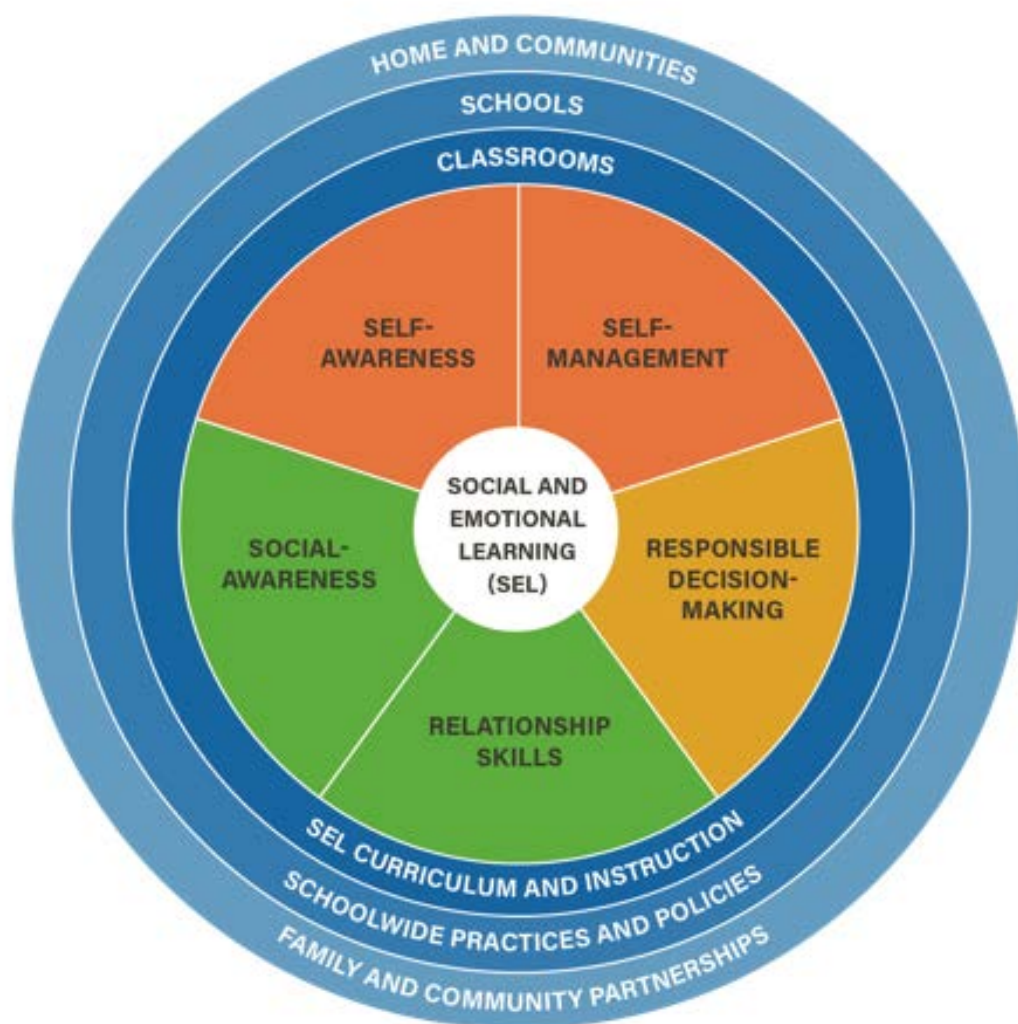 HOME AND COMMUNITIES
SCHOOLS
CLASSROOMS
SELF-
AWARENESS
SELF-
MANAGEMENT
SOCIAL AND
EMOTIONAL
LEARNING
(SEL)
SOCIAL-
AWARENESS
RESPONSIBLE
DECISION-
MAKING
RELATIONSHIP
SKILLS
SEL CURRICULUM AND INSTRUCTION
SCHOOLWIDE PRACTICES AND POLICIES
FAMILY AND COMMUNITY PARTNERSHIPS